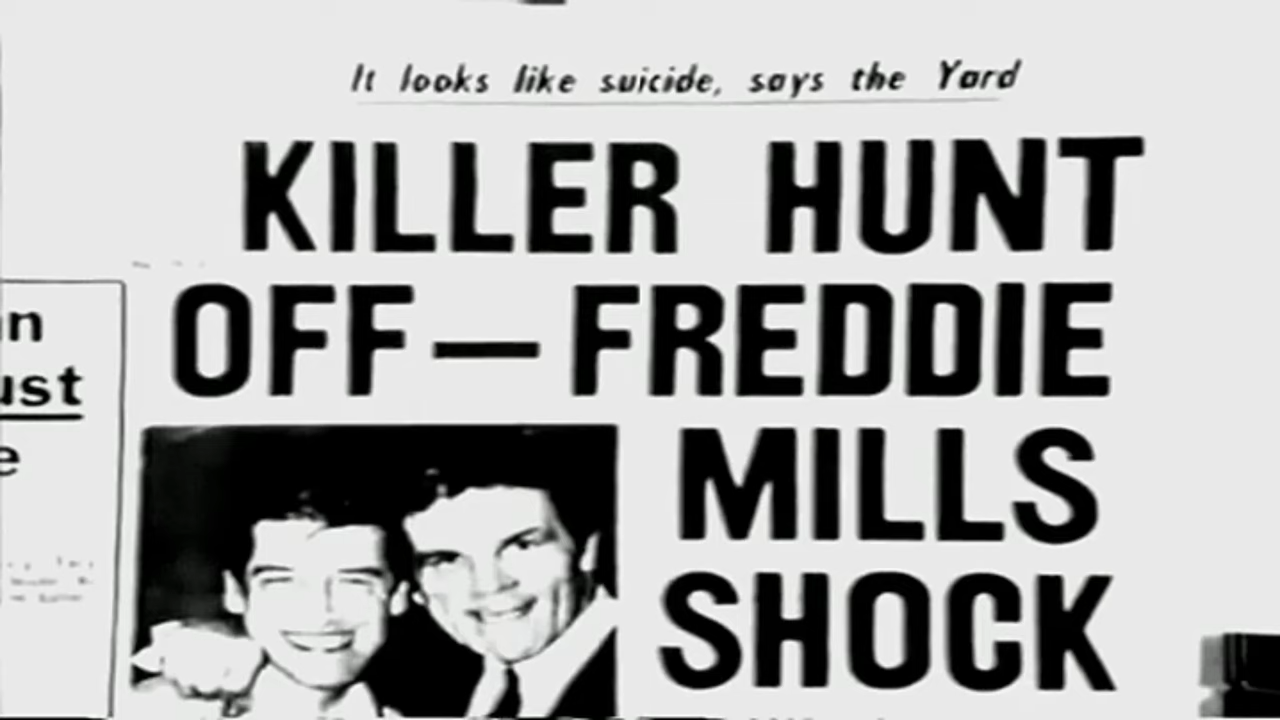 It looks like suicide, says the Yard
KILLER HUNT
OFF—FREDDIE
MILLS
SHOCK